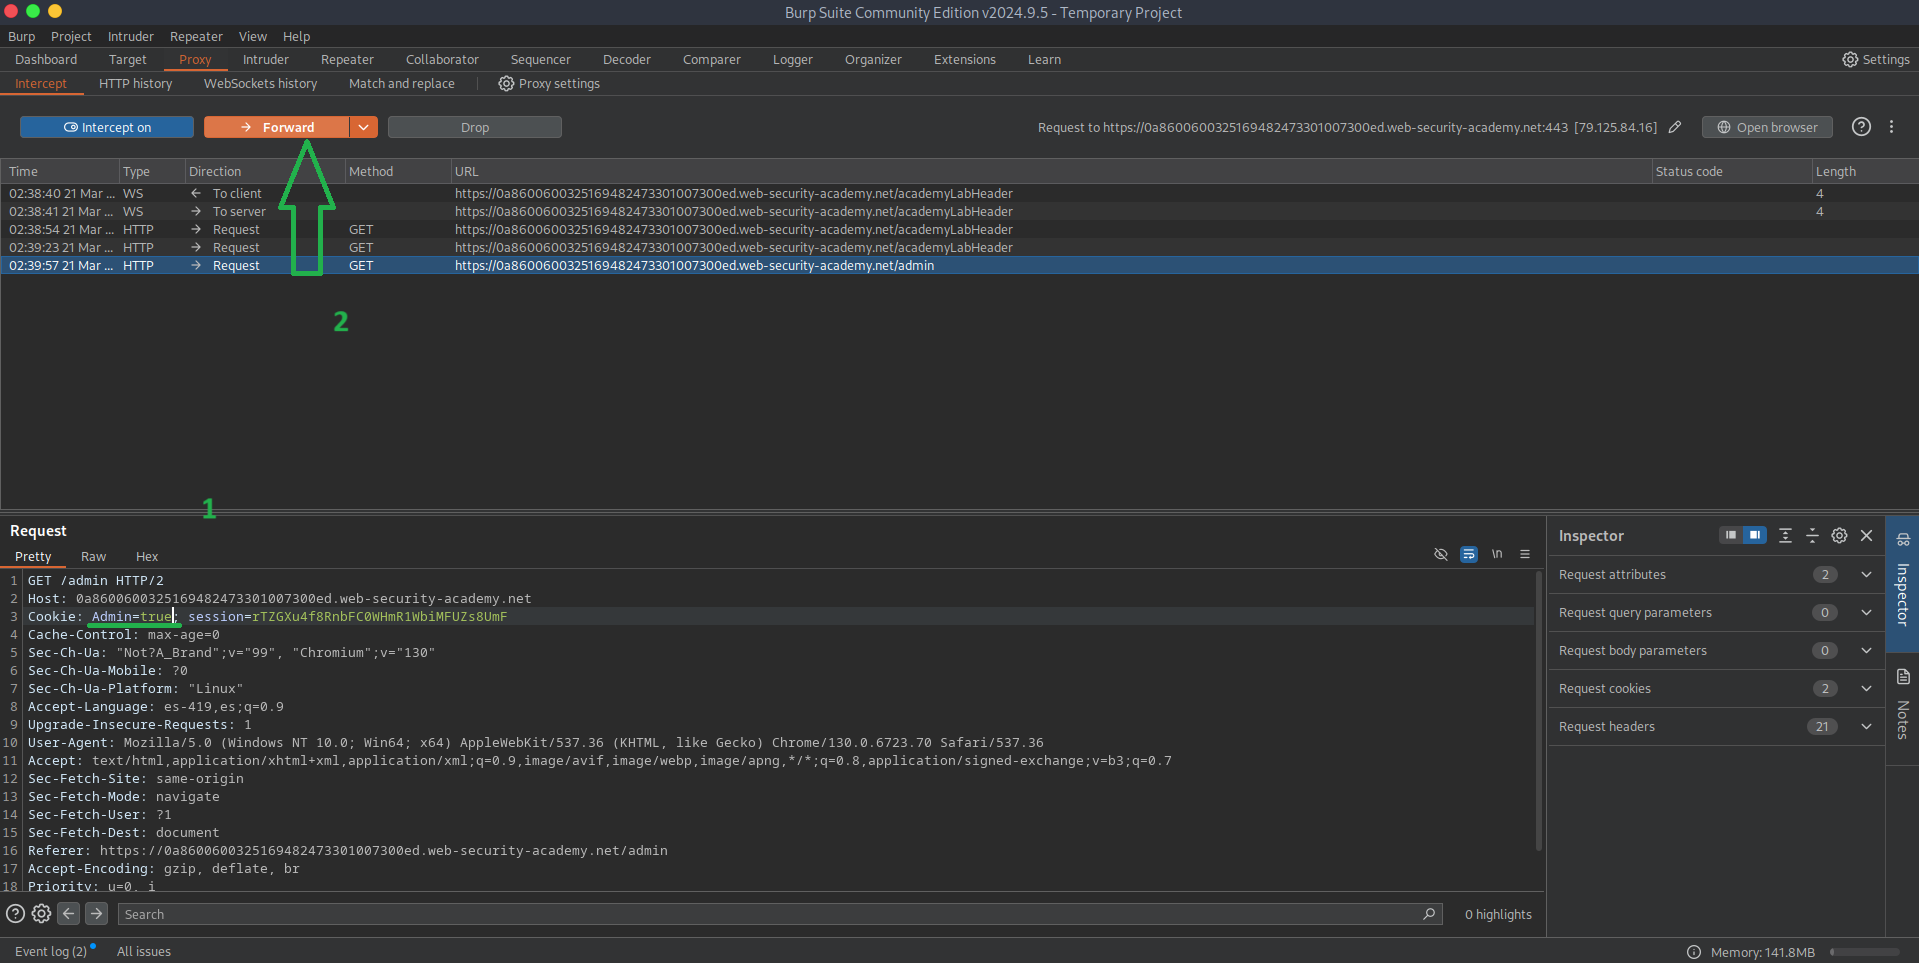 Burp Suite Community Edition v2024.9.5 - Temporary Project
Burp Project Intruder Repeater View Help
Dashboard Target Proxy Intruder Repeater Collaborator Sequencer Decoder Comparer Logger Organizer Extensions Learn Settings
Intercept HTTP history WebSockets history Match and replace Proxy settings
Intercept on Forward Drop Request to https://0a8600600325169482473301007300ed.web-security-academy.net:443 [79.125.84.16] Open browser
Time Type Direction Method URL Status code Length
02:38:40 21 Mar ... WS ← To client https://0a8600600325169482473301007300ed.web-security-academy.net/academyLabHeader 4
02:38:41 21 Mar ... WS → To server https://0a8600600325169482473301007300ed.web-security-academy.net/academyLabHeader 4
02:38:54 21 Mar ... HTTP → Request GET https://0a8600600325169482473301007300ed.web-security-academy.net/academyLabHeader
02:39:23 21 Mar ... HTTP → Request GET https://0a8600600325169482473301007300ed.web-security-academy.net/academyLabHeader
02:39:57 21 Mar ... HTTP → Request GET https://0a8600600325169482473301007300ed.web-security-academy.net/admin
2
1
Request
Pretty Raw Hex \n
1 GET /admin HTTP/2
2 Host: 0a8600600325169482473301007300ed.web-security-academy.net
3 Cookie: Admin=true; session=rTZGXu4f8RnbFC0WHmR1WbiMFUZs8UmF
4 Cache-Control: max-age=0
5 Sec-Ch-Ua: "Not?A_Brand";v="99", "Chromium";v="130"
6 Sec-Ch-Ua-Mobile: ?0
7 Sec-Ch-Ua-Platform: "Linux"
8 Accept-Language: es-419,es;q=0.9
9 Upgrade-Insecure-Requests: 1
10 User-Agent: Mozilla/5.0 (Windows NT 10.0; Win64; x64) AppleWebKit/537.36 (KHTML, like Gecko) Chrome/130.0.6723.70 Safari/537.36
11 Accept: text/html,application/xhtml+xml,application/xml;q=0.9,image/avif,image/webp,image/apng,*/*;q=0.8,application/signed-exchange;v=b3;q=0.7
12 Sec-Fetch-Site: same-origin
13 Sec-Fetch-Mode: navigate
14 Sec-Fetch-User: ?1
15 Sec-Fetch-Dest: document
16 Referer: https://0a8600600325169482473301007300ed.web-security-academy.net/admin
17 Accept-Encoding: gzip, deflate, br
18 Priority: u=0, i
Search 0 highlights
Inspector
Request attributes 2
Request query parameters 0
Request body parameters 0
Request cookies 2
Request headers 21
Inspector
Notes
Event log (2) All issues Memory: 141.8MB